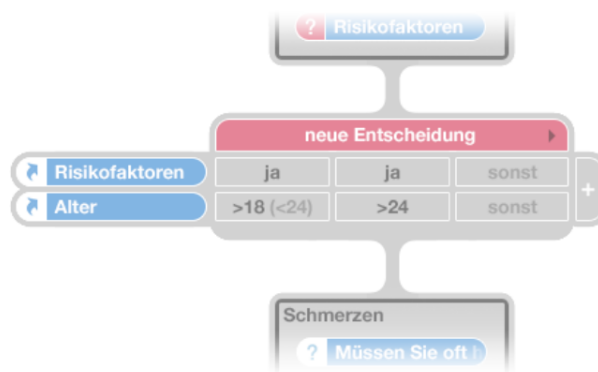 ? Risikofaktoren
neue Entscheidung
Risikofaktoren ja ja sonst +
Alter >18 (<24) >24 sonst
Schmerzen
? Müssen Sie oft